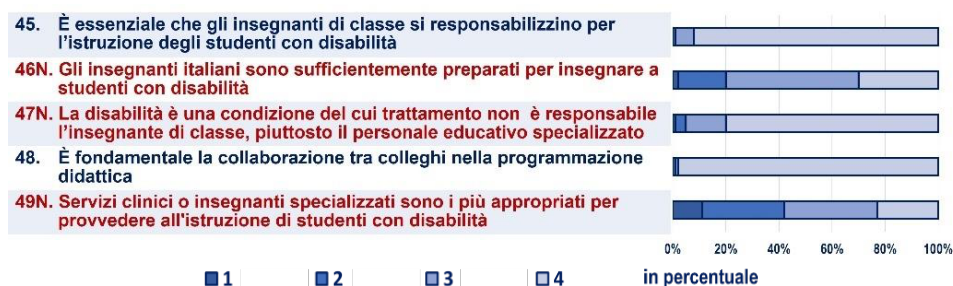 45. È essenziale che gli insegnanti di classe si responsabilizzino per
l'istruzione degli studenti con disabilità
46N. Gli insegnanti italiani sono sufficientemente preparati per insegnare a
studenti con disabilità
47N. La disabilità è una condizione del cui trattamento non è responsabile
l'insegnante di classe, piuttosto il personale educativo specializzato
48. È fondamentale la collaborazione tra colleghi nella programmazione
didattica
49N. Servizi clinici o insegnanti specializzati sono i più appropriati per
provvedere all'istruzione di studenti con disabilità
0% 20% 40% 60% 80% 100%
1 2 3 4 in percentuale